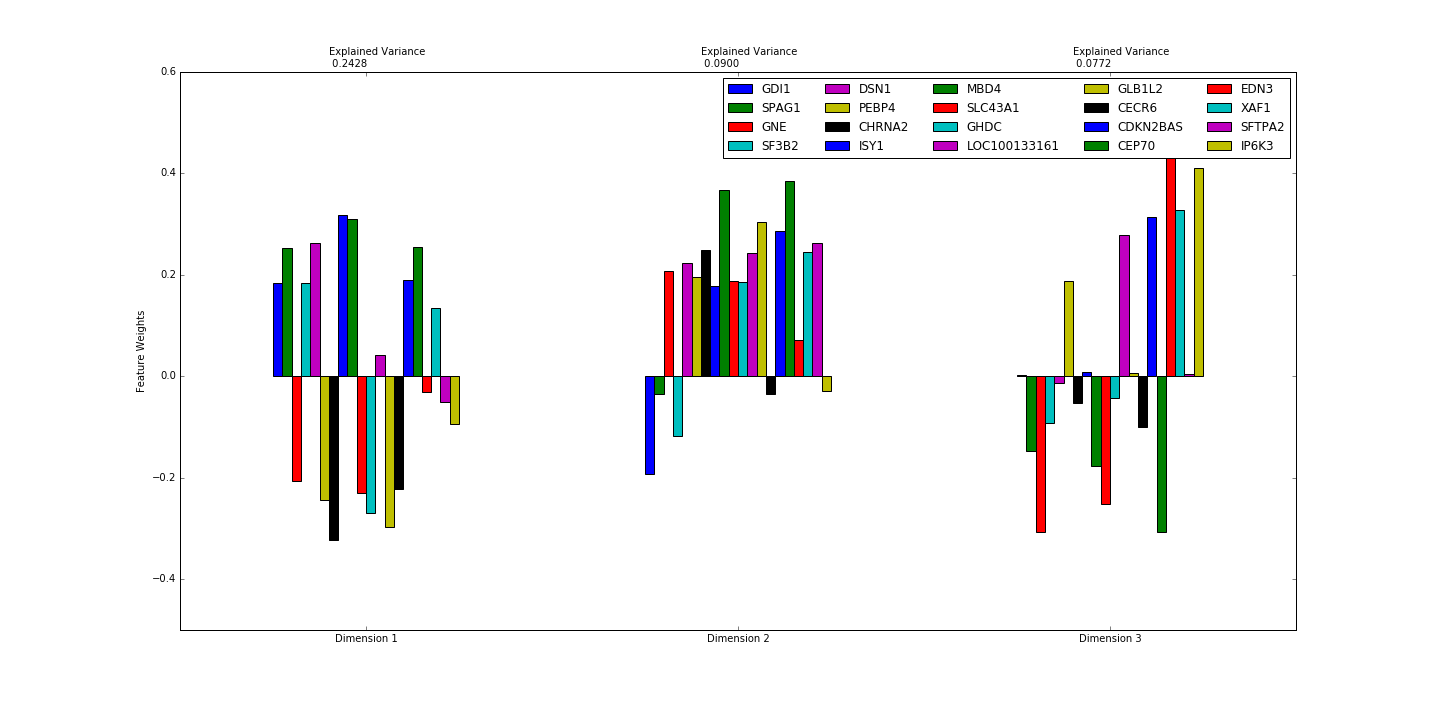 Explained Variance Explained Variance Explained Variance
0.2428 0.0900 0.0772
0.6
GDI1 DSN1 MBD4 GLB1L2 EDN3
SPAG1 PEBP4 SLC43A1 CECR6 XAF1
GNE CHRNA2 GHDC CDKN2BAS SFTPA2
SF3B2 ISY1 LOC100133161 CEP70 IP6K3
0.4
0.2
0.0
−0.2
−0.4
Feature Weights
Dimension 1 Dimension 2 Dimension 3